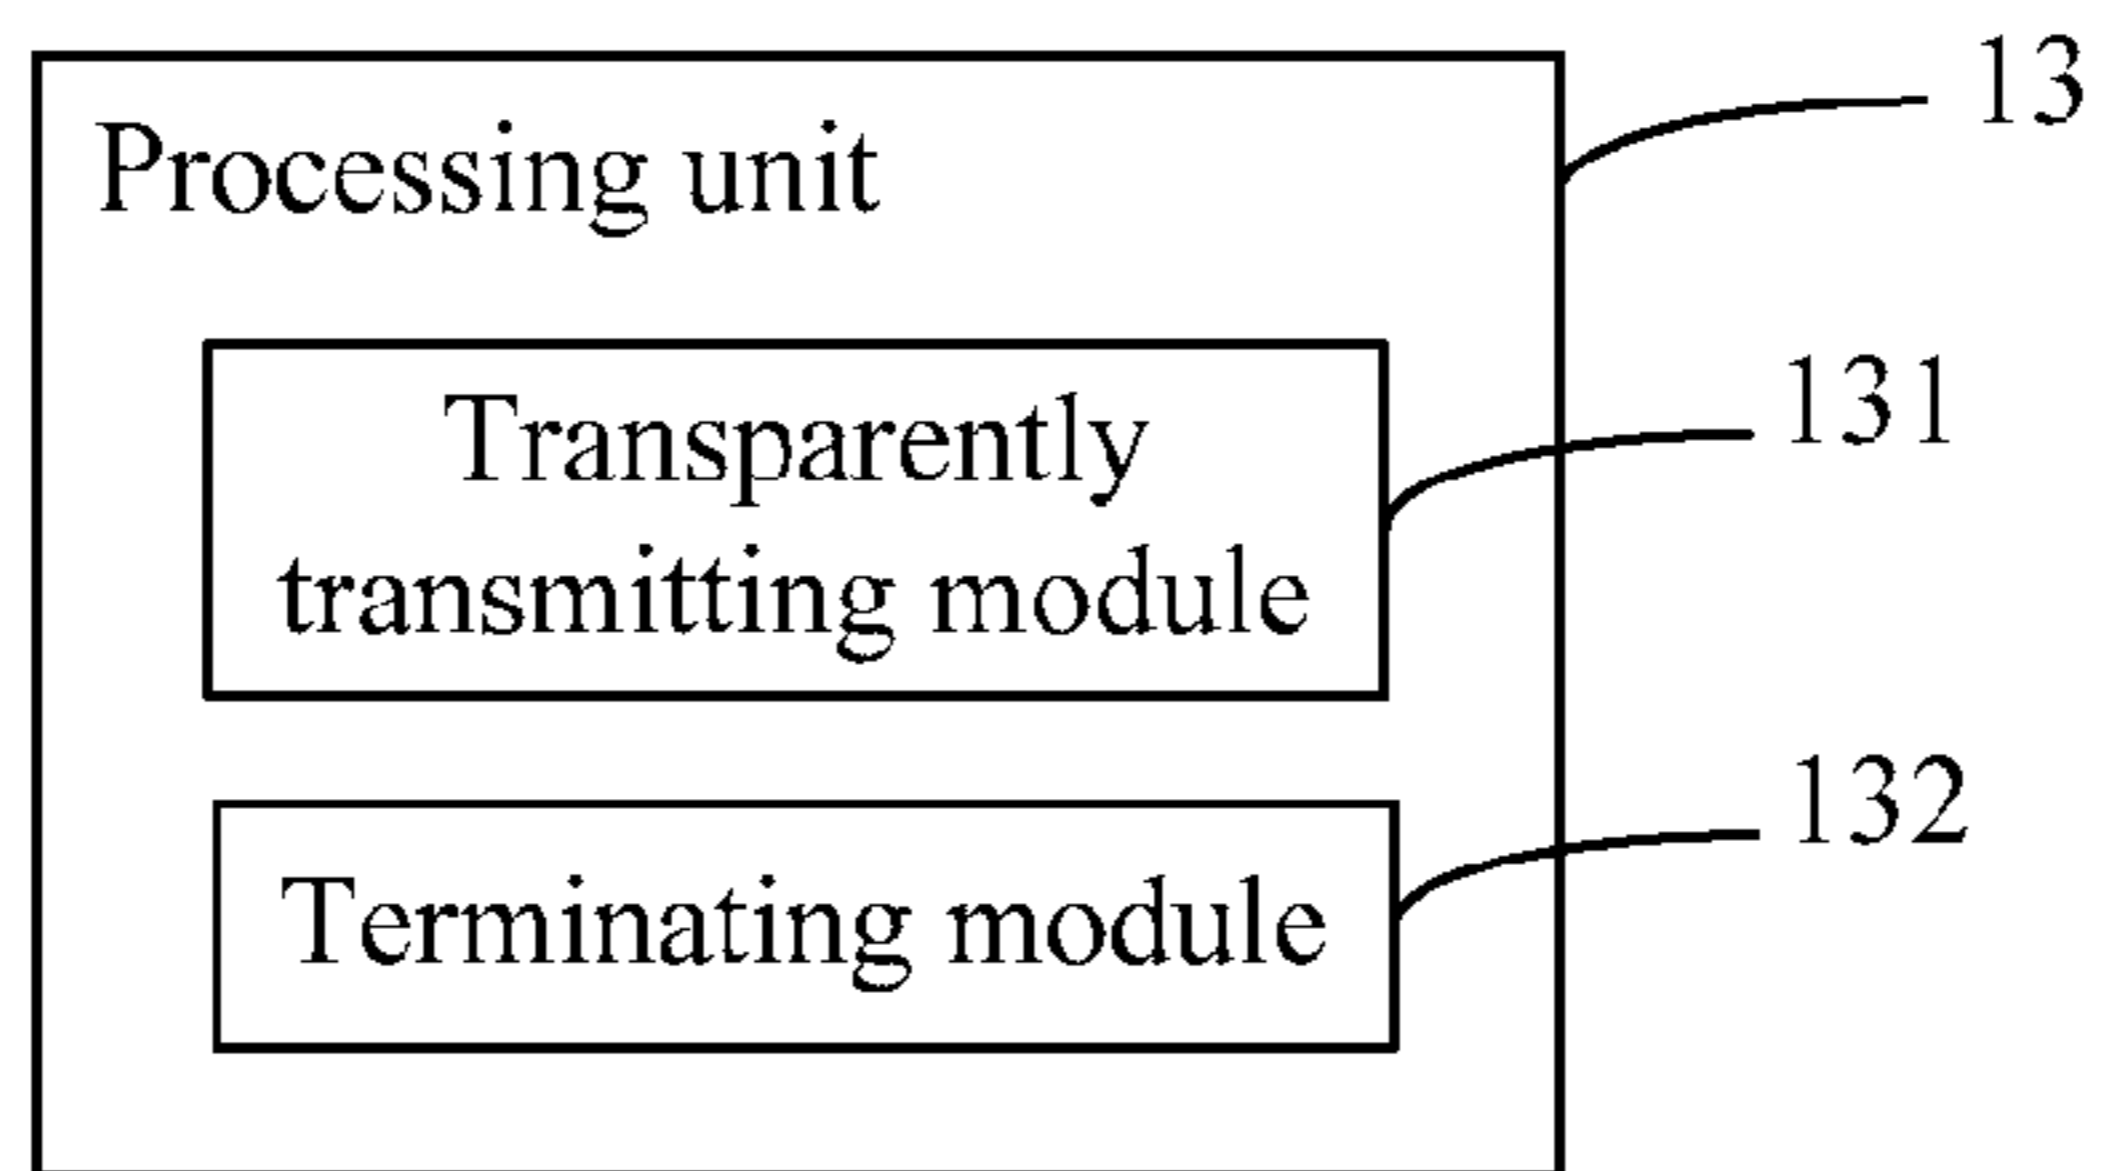 13
Processing unit
Transparently
transmitting module
131
Terminating module
132